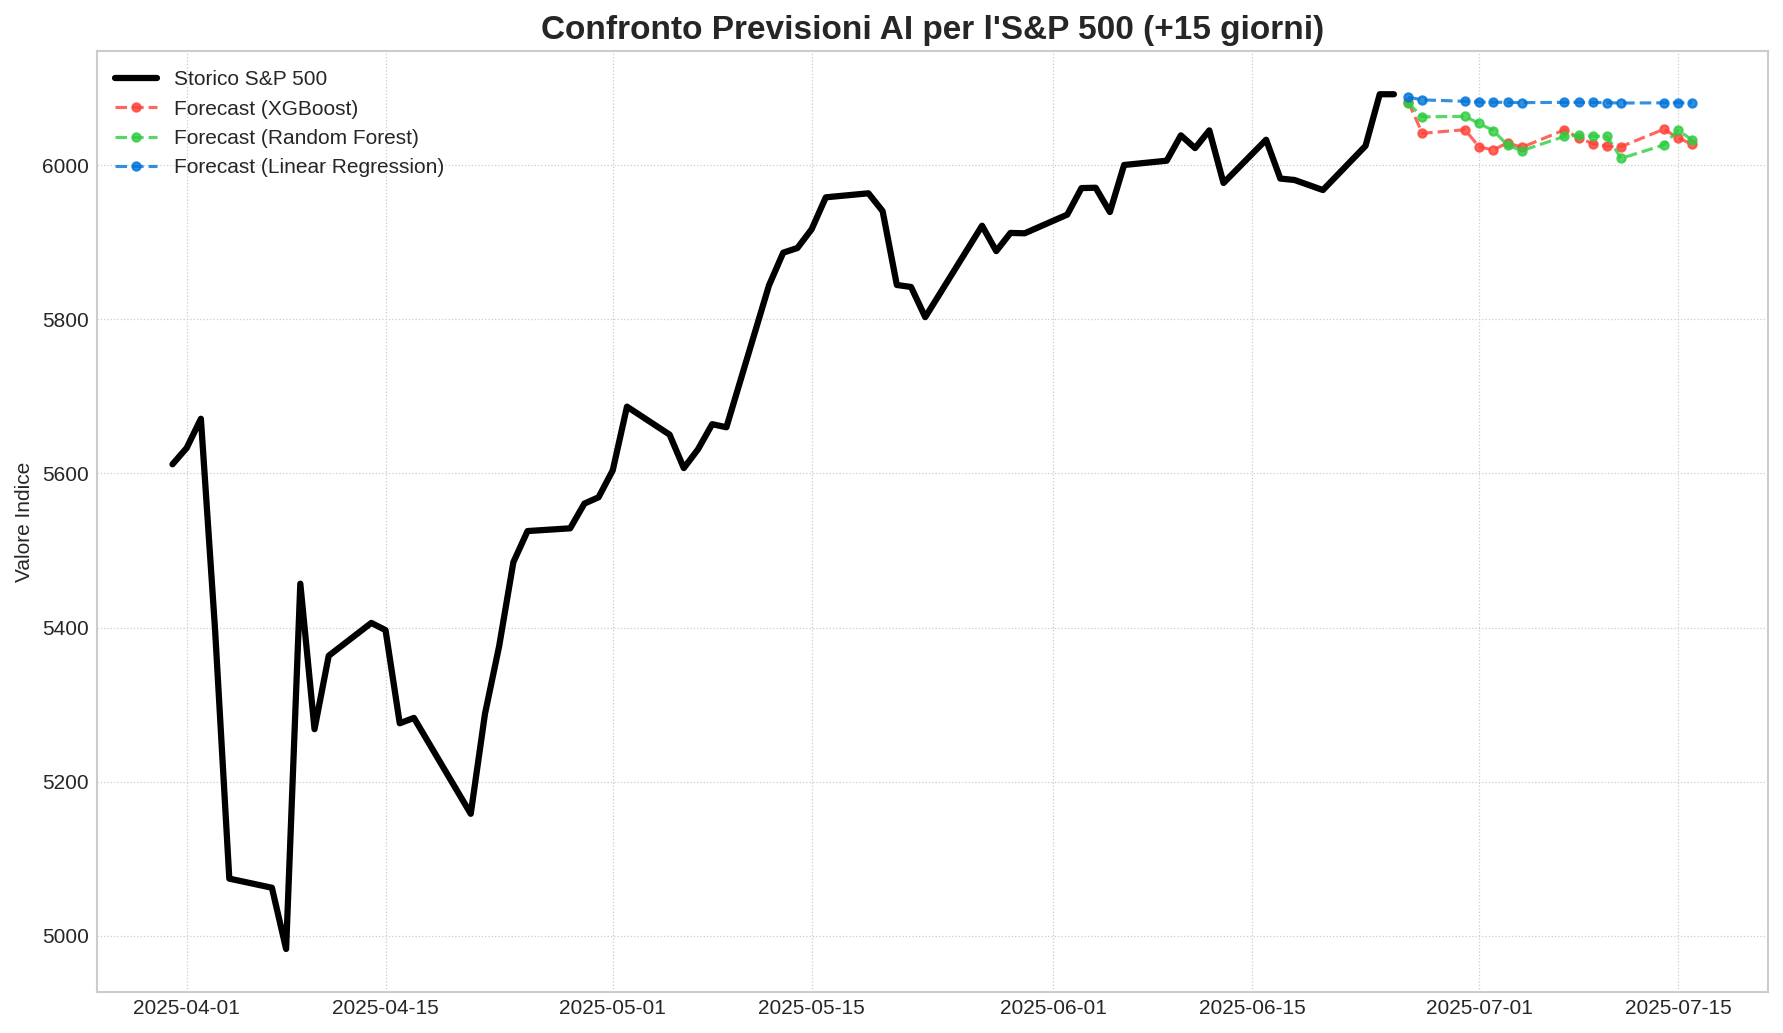 Confronto Previsioni AI per l'S&P 500 (+15 giorni)
Storico S&P 500
Forecast (XGBoost)
Forecast (Random Forest)
Forecast (Linear Regression)
Valore Indice
6000
5800
5600
5400
5200
5000
2025-04-01
2025-04-15
2025-05-01
2025-05-15
2025-06-01
2025-06-15
2025-07-01
2025-07-15